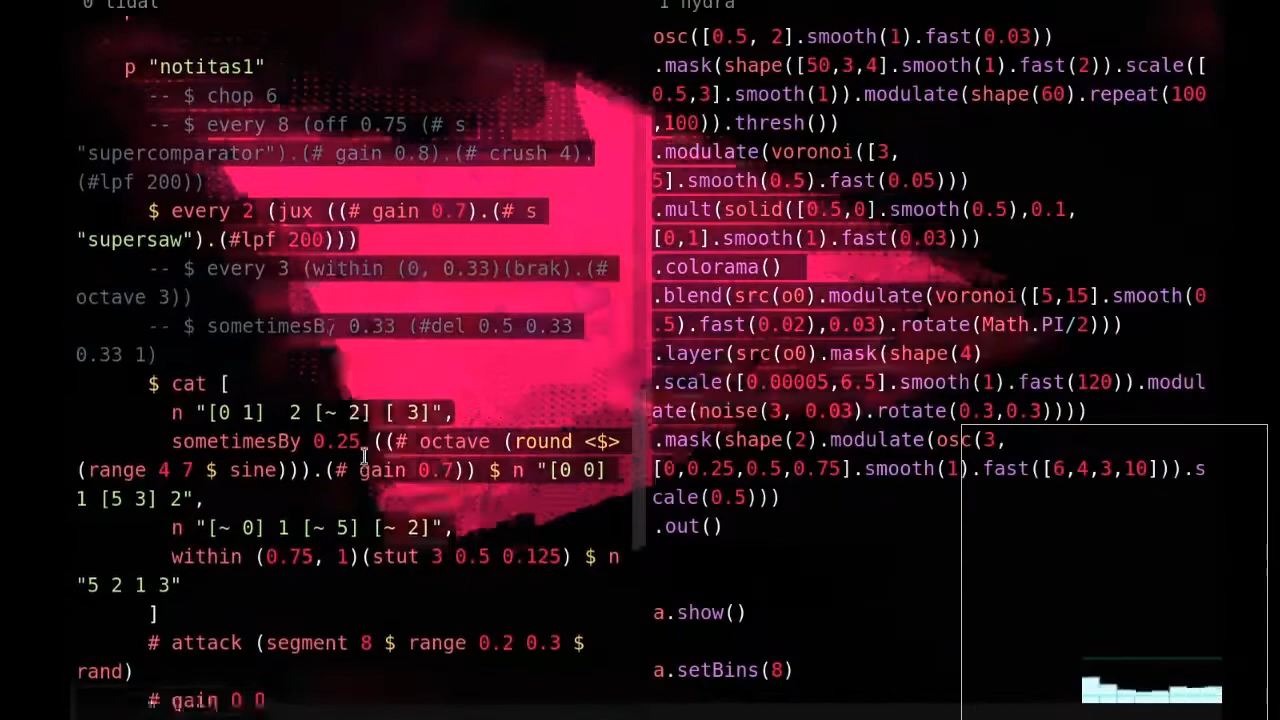 0 tidal
p "notitas1"
-- $ chop 6
-- $ every 8 (off 0.75 (# s
"supercomparator").(# gain 0.8).(# crush 4).
(#lpf 200))
$ every 2 (jux ((# gain 0.7).(# s
"supersaw").(#lpf 200)))
-- $ every 3 (within (0, 0.33)(brak).(#
octave 3))
-- $ sometimesBy 0.33 (#del 0.5 0.33
0.33 1)
$ cat [
n "[0 1]  2 [~ 2] [ 3]",
sometimesBy 0.25 ((# octave (round <$>
(range 4 7 $ sine))).(# gain 0.7)) $ n "[0 0]
1 [5 3] 2",
n "[~ 0] 1 [~ 5] [~ 2]",
within (0.75, 1)(stut 3 0.5 0.125) $ n
"5 2 1 3"
]
# attack (segment 8 $ range 0.2 0.3 $
rand)
# gain 0
1 hydra
osc([0.5, 2].smooth(1).fast(0.03))
.mask(shape([50,3,4].smooth(1).fast(2)).scale([
0.5,3].smooth(1)).modulate(shape(60).repeat(100
,100)).thresh())
.modulate(voronoi([3,
5].smooth(0.5).fast(0.05)))
.mult(solid([0.5,0].smooth(0.5),0.1,
[0,1].smooth(1).fast(0.03)))
.colorama()
.blend(src(o0).modulate(voronoi([5,15].smooth(0
.5).fast(0.02),0.03).rotate(Math.PI/2)))
.layer(src(o0).mask(shape(4)
.scale([0.00005,6.5].smooth(1).fast(120)).modul
ate(noise(3, 0.03).rotate(0.3,0.3))))
.mask(shape(2).modulate(osc(3,
[0,0.25,0.5,0.75].smooth(1).fast([6,4,3,10])).s
cale(0.5)))
.out()
a.show()
a.setBins(8)